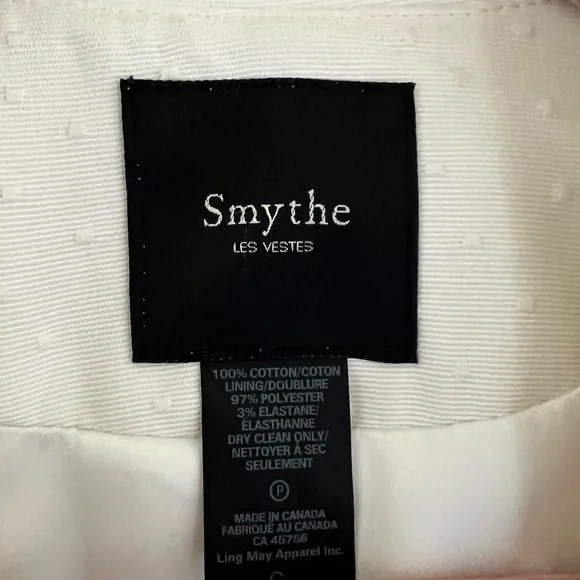 Smythe
LES VESTES
100% COTTON/COTON
LINING/DOUBLURE
97% POLYESTER
3% ELASTANE/
ÉLASTHANNE
DRY CLEAN ONLY/
NETTOYER À SEC
SEULEMENT
P
MADE IN CANADA
FABRIQUÉ AU CANADA
CA 45756
Ling May Apparel Inc.